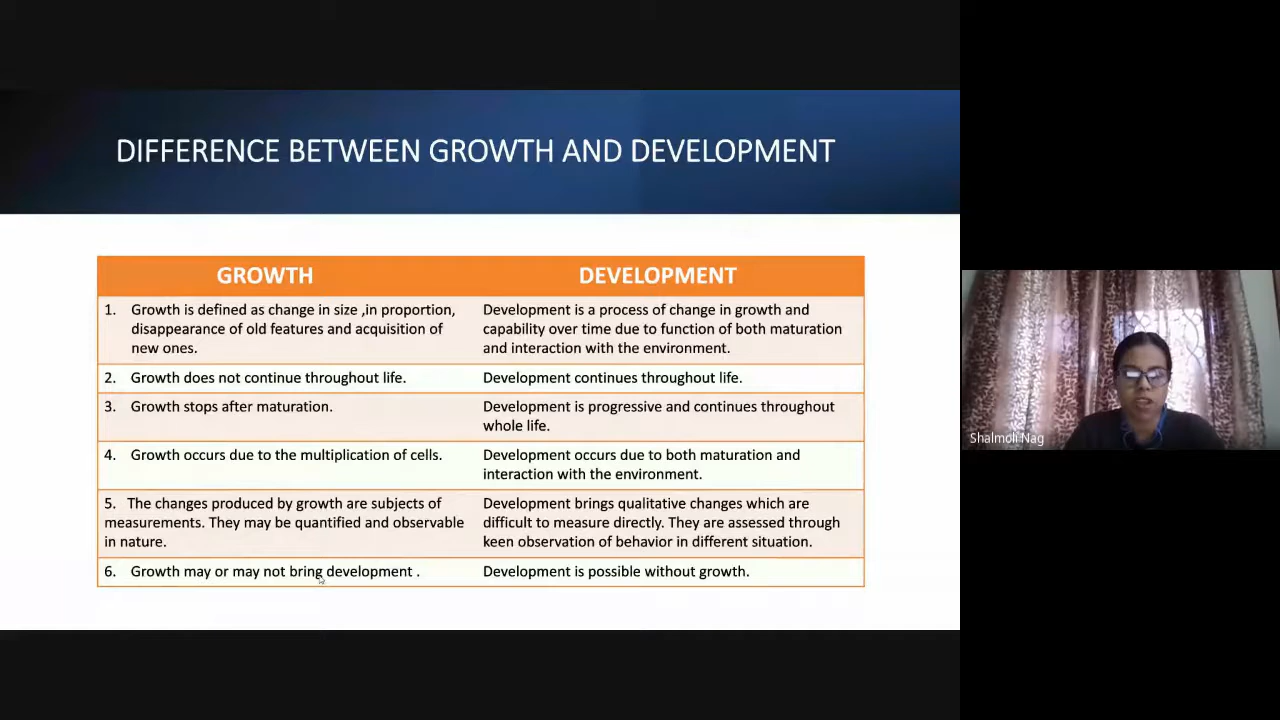 DIFFERENCE BETWEEN GROWTH AND DEVELOPMENT
GROWTH
DEVELOPMENT
1. Growth is defined as change in size ,in proportion,
disappearance of old features and acquisition of
new ones.
Development is a process of change in growth and
capability over time due to function of both maturation
and interaction with the environment.
2. Growth does not continue throughout life.
Development continues throughout life.
3. Growth stops after maturation.
Development is progressive and continues throughout
whole life.
4. Growth occurs due to the multiplication of cells.
Development occurs due to both maturation and
interaction with the environment.
5. The changes produced by growth are subjects of
measurements. They may be quantified and observable
in nature.
Development brings qualitative changes which are
difficult to measure directly. They are assessed through
keen observation of behavior in different situation.
6. Growth may or may not bring development .
Development is possible without growth.
Shalmoli Nag